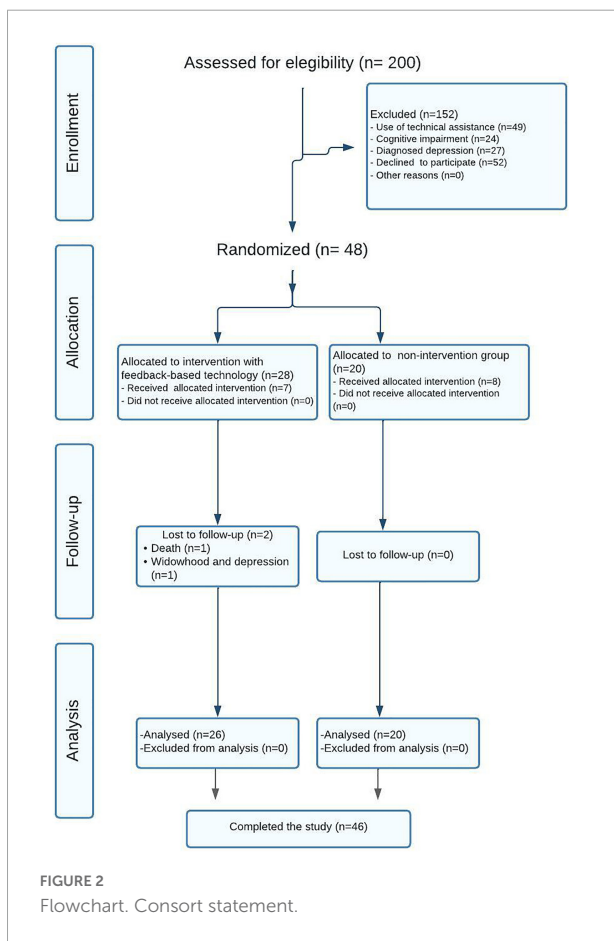 Enrollment
Assessed for elegibility (n= 200)
Excluded (n=152)
- Use of technical assistance (n=49)
- Cognitive impairment (n=24)
- Diagnosed depression (n=27)
- Declined to participate (n=52)
- Other reasons (n=0)
Randomized (n= 48)
Allocation
Allocated to intervention with
feedback-based technology (n=28)
- Received allocated intervention (n=7)
- Did not receive allocated intervention (n=0)
Allocated to non-intervention group
(n=20)
- Received allocated intervention (n=8)
- Did not receive allocated intervention
(n=0)
Follow-up
Lost to follow-up (n=2)
• Death (n=1)
• Widowhood and depression
(n=1)
Lost to follow-up (n=0)
Analysis
-Analysed (n=26)
-Excluded from analysis (n=0)
-Analysed (n=20)
-Excluded from analysis (n=0)
Completed the study (n=46)
FIGURE 2
Flowchart. Consort statement.